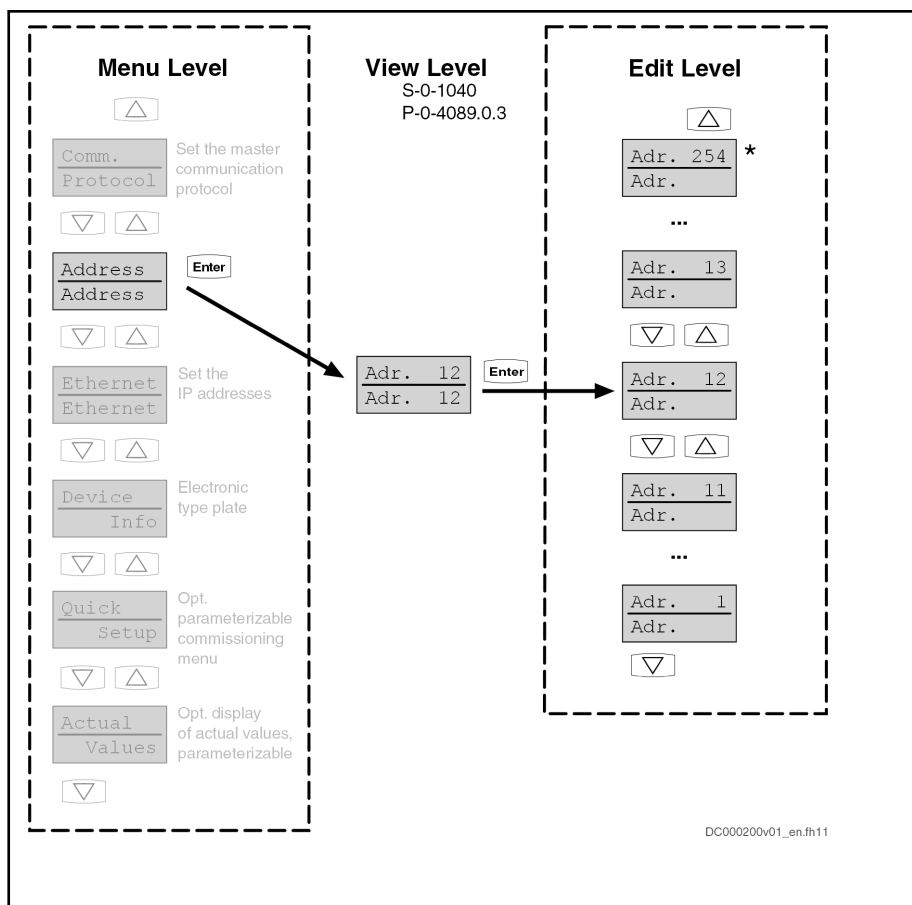 Menu Level
Comm.
Protocol
Set the master
communication
protocol
Address
Address
Enter
Ethernet
Ethernet
Set the
IP addresses
Device
Info
Electronic
type plate
Quick
Setup
Opt.
parameterizable
commissioning
menu
Actual
Values
Opt. display
of actual values,
parameterizable
View Level
S-0-1040
P-0-4089.0.3
Adr. 12
Adr. 12
Enter
Edit Level
Adr. 254 *
Adr.
...
Adr. 13
Adr.
Adr. 12
Adr.
Adr. 11
Adr.
...
Adr. 1
Adr.
DC000200v01_en.fh11